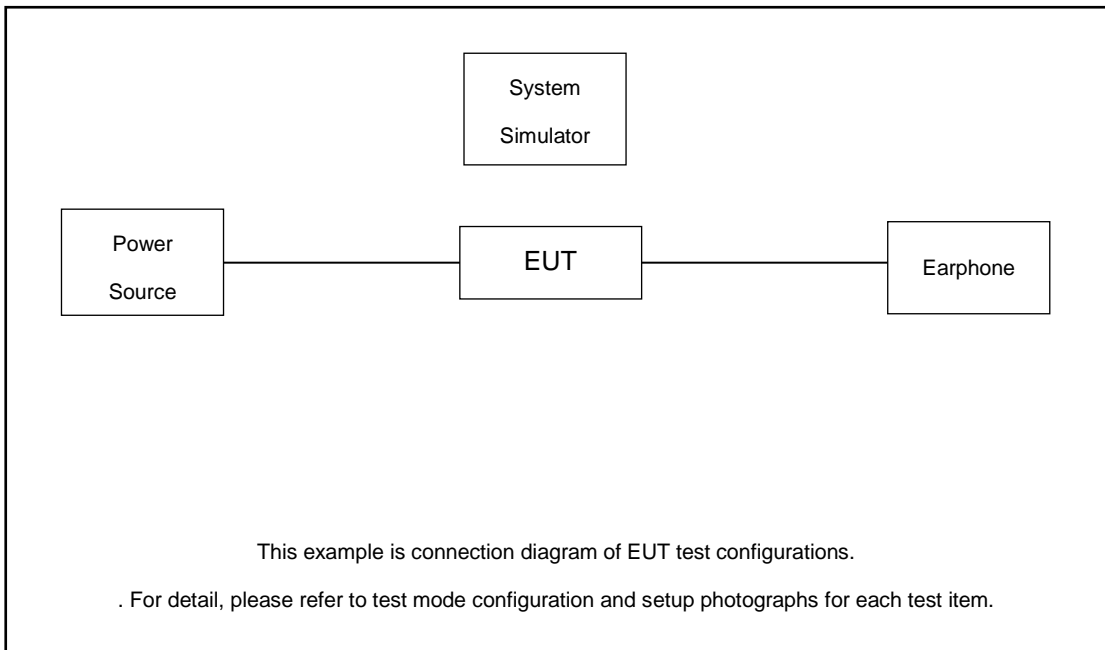 System
Simulator
Power
Source
EUT
Earphone
This example is connection diagram of EUT test configurations.
. For detail, please refer to test mode configuration and setup photographs for each test item.